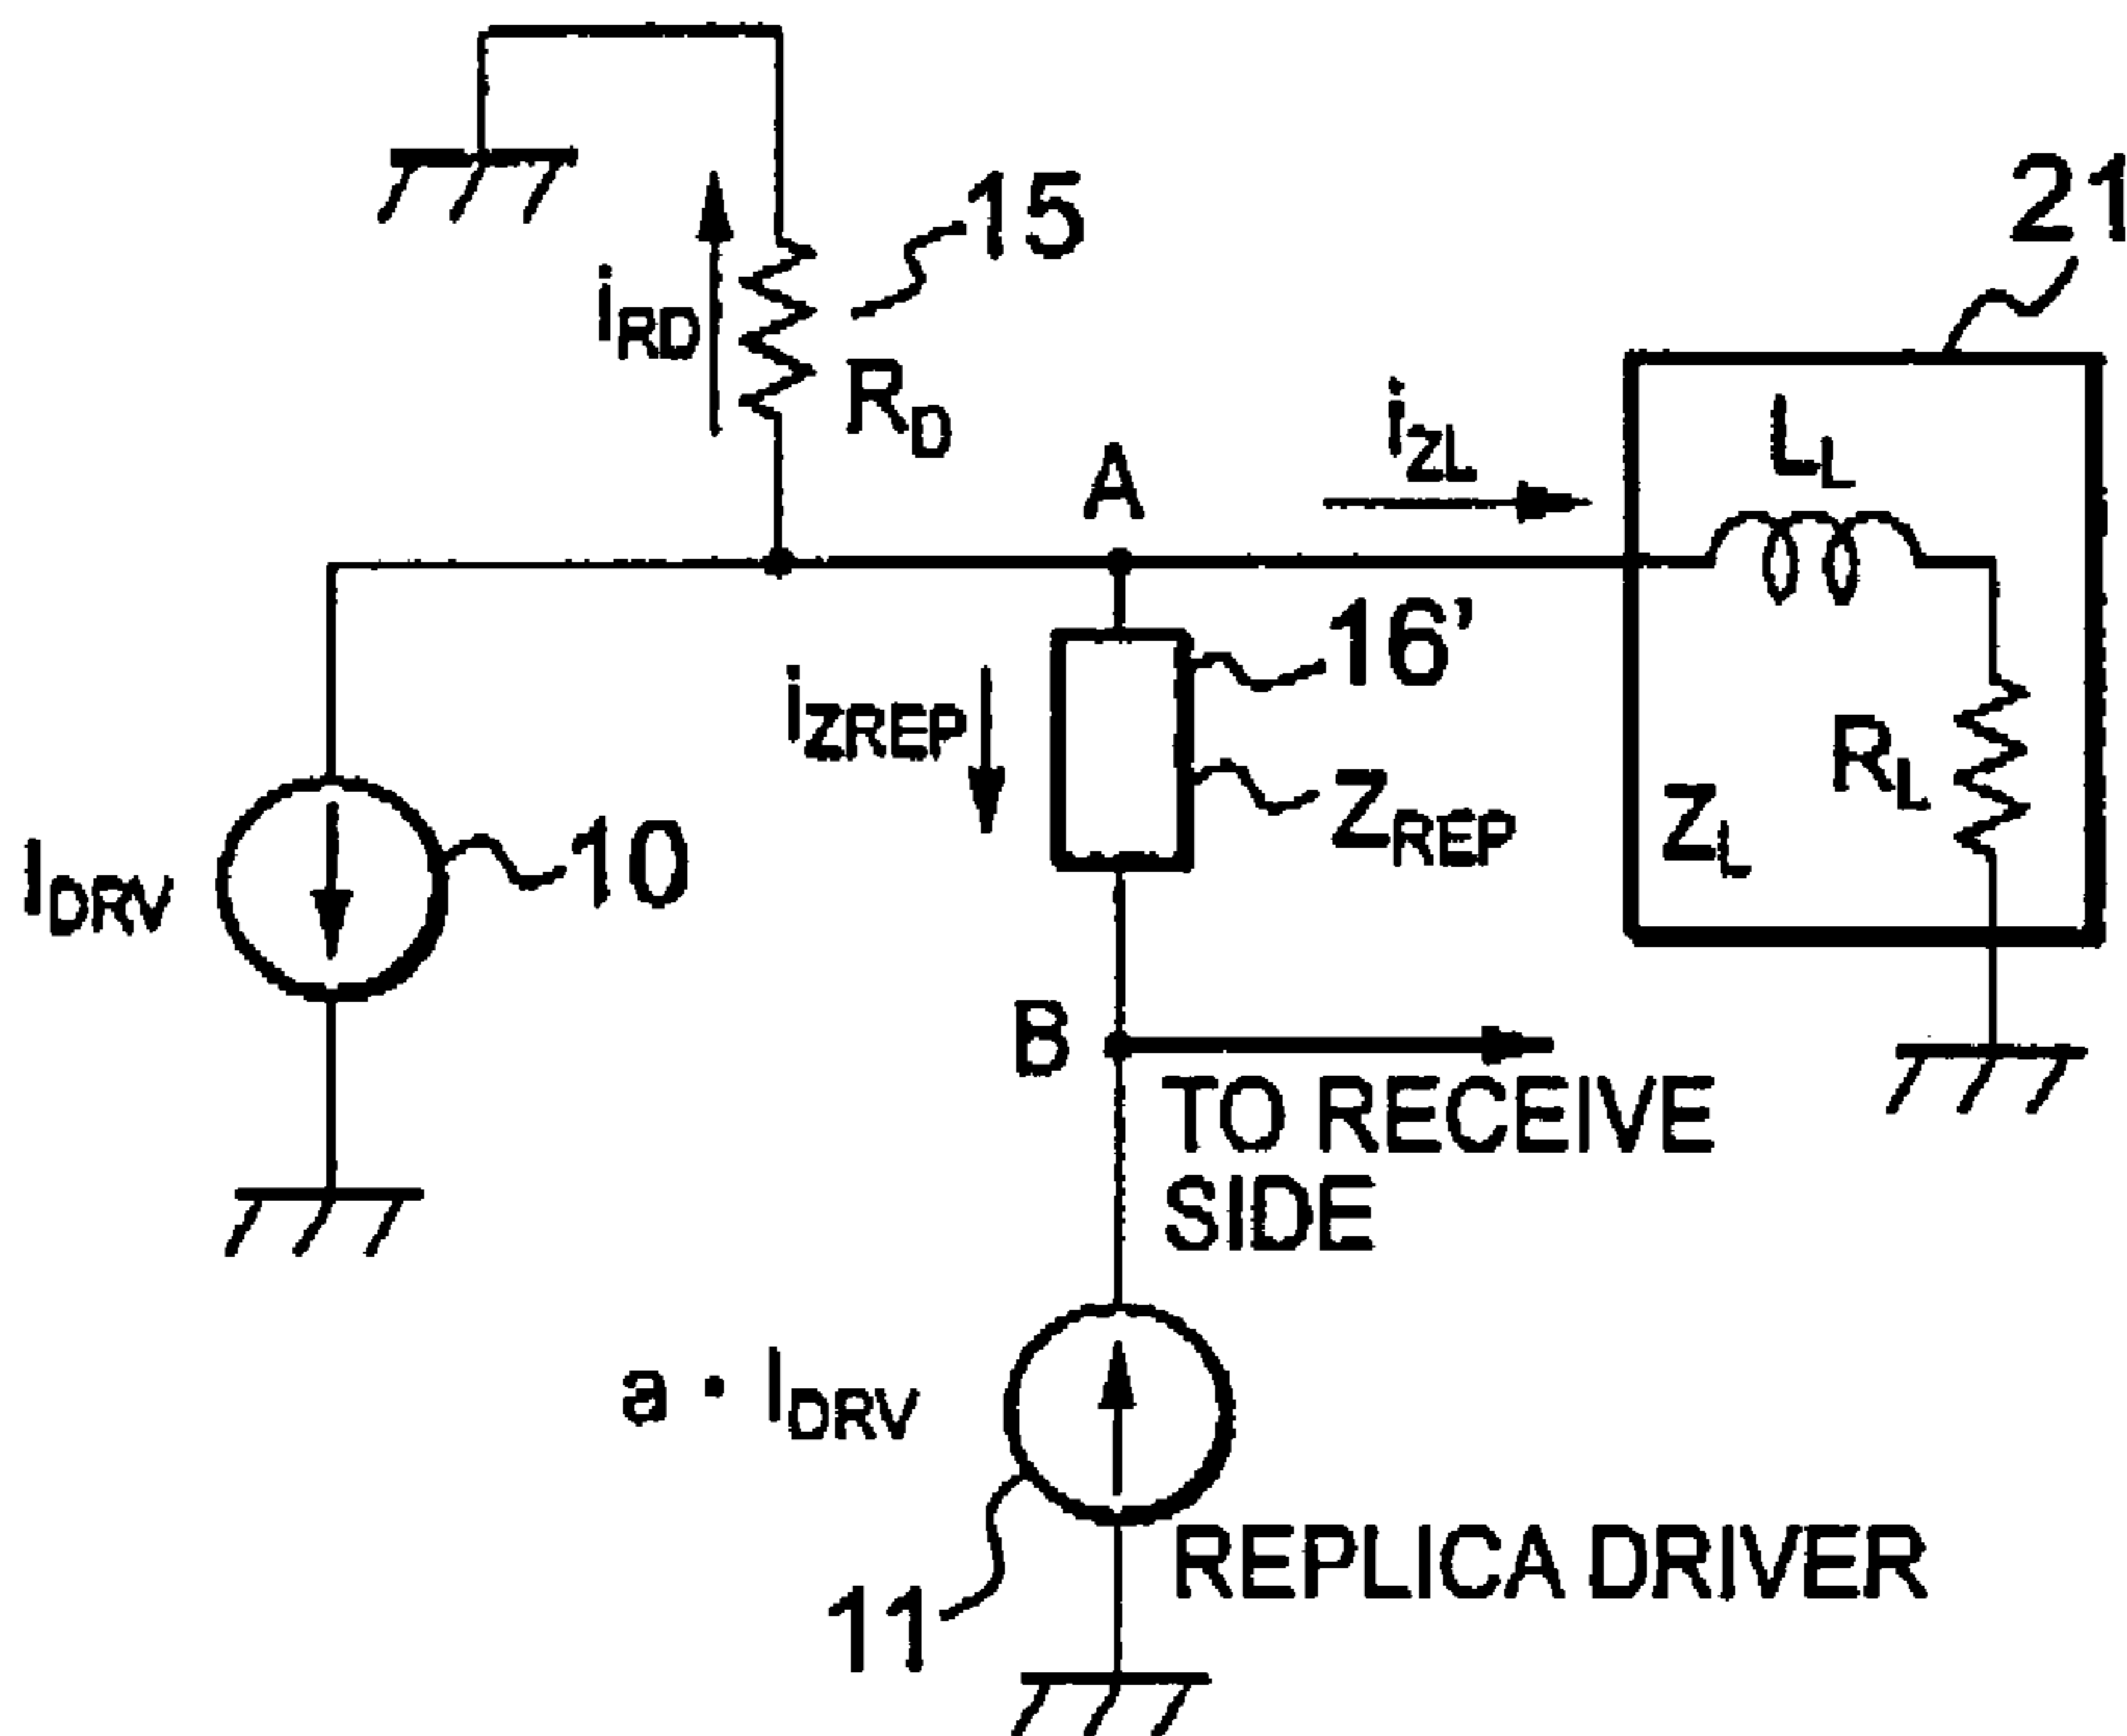 15
21
iRD
RD
iZL
LL
A
16'
iZREP
RL
ZREP
ZL
IDRV
10
B
TO RECEIVE
SIDE
a · IDRV
REPLICA DRIVER
11